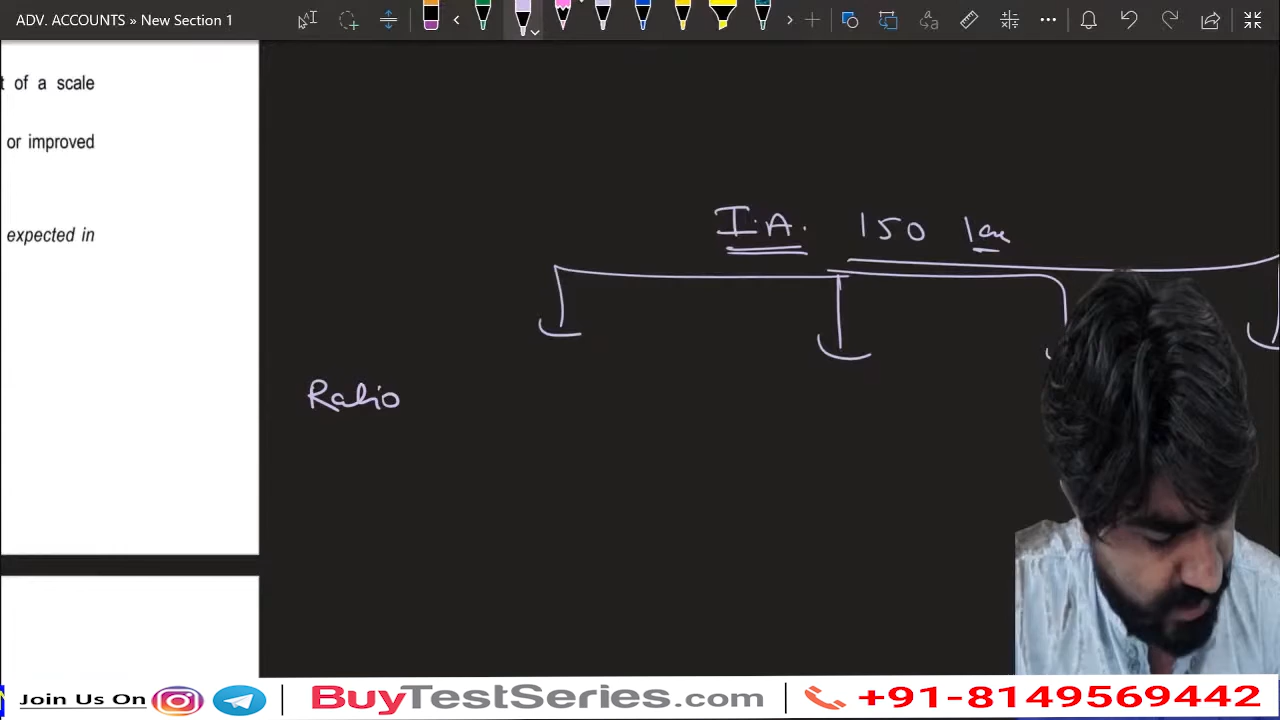 ADV. ACCOUNTS » New Section 1
t of a scale
or improved
expected in
I.A. 150 lac
Ratio
Join Us On
BuyTestSeries.com
+91-8149569442